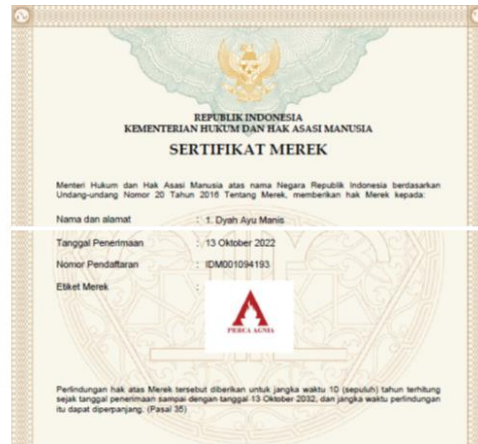 REPUBLIK INDONESIA
KEMENTERIAN HUKUM DAN HAK ASASI MANUSIA
SERTIFIKAT MEREK
Menteri Hukum dan Hak Asasi Manusia atas nama Negara Republik Indonesia berdasarkan
Undang-undang Nomor 20 Tahun 2016 Tentang Merek, memberikan hak Merek kepada:
Nama dan alamat : 1. Dyah Ayu Manis
Tanggal Penerimaan : 13 Oktober 2022
Nomor Pendaftaran : IDM001094193
Etiket Merek :
PERCA AGNIA
Perlindungan hak atas Merek tersebut diberikan untuk jangka waktu 10 (sepuluh) tahun terhitung
sejak tanggal penerimaan sampai dengan tanggal 13 Oktober 2032, dan jangka waktu perlindungan
itu dapat diperpanjang. (Pasal 35)